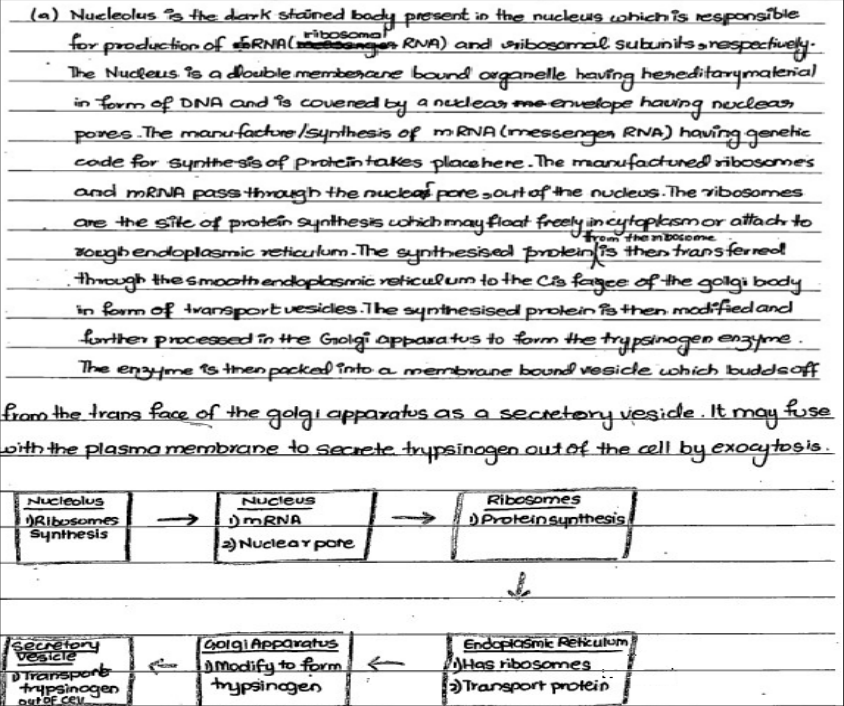 (a) Nucleolus is the dark stained body present in the nucleus which is responsible
for production of rRNA (ribosomal RNA) and ribosomal subunits, respectively.
The Nucleus is a double membrane bound organelle having hereditary material
in form of DNA and is covered by a nuclear envelope having nuclear
pores. The manufacture/synthesis of mRNA (messenger RNA) having genetic
code for synthesis of protein takes place here. The manufactured ribosomes
and mRNA pass through the nuclear pore, out of the nucleus. The ribosomes
are the site of protein synthesis which may float freely in cytoplasm or attach to
rough endoplasmic reticulum. The synthesised protein from the ribosome is then transferred
through the smooth endoplasmic reticulum to the Cis face of the golgi body
in form of transport vesicles. The synthesised protein is then modified and
further processed in the Golgi apparatus to form the trypsinogen enzyme.
The enzyme is then packed into a membrane bound vesicle which budds off
from the trans face of the golgi apparatus as a secretory vesicle. It may fuse
with the plasma membrane to secrete trypsinogen out of the cell by exocytosis.
Nucleolus
1) Ribosomes
Synthesis
Nucleus
1) mRNA
2) Nuclear pore
Ribosomes
1) Protein synthesis
Endoplasmic Reticulum
1) Has ribosomes
2) Transport protein
Golgi Apparatus
1) Modify to form
trypsinogen
Secretory
Vesicle
1) Transports
trypsinogen
out of cell